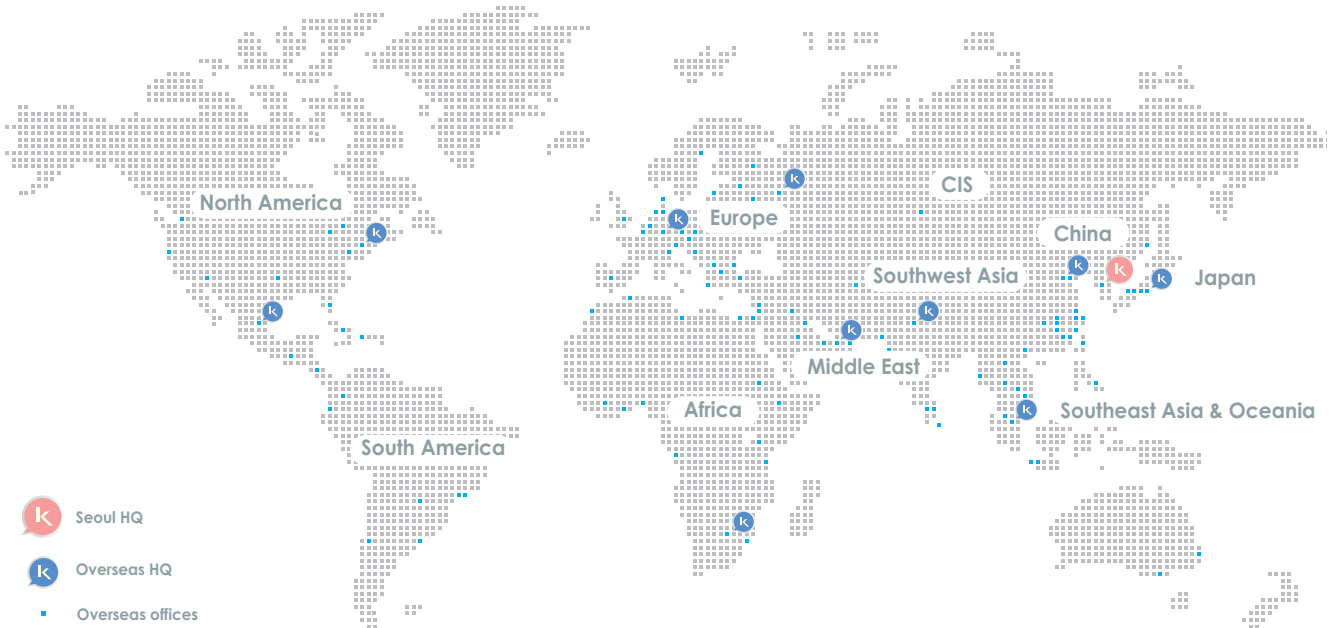 North America
CIS
Europe
China
Southwest Asia
Japan
Middle East
Africa
Southeast Asia & Oceania
South America
Seoul HQ
Overseas HQ
Overseas offices